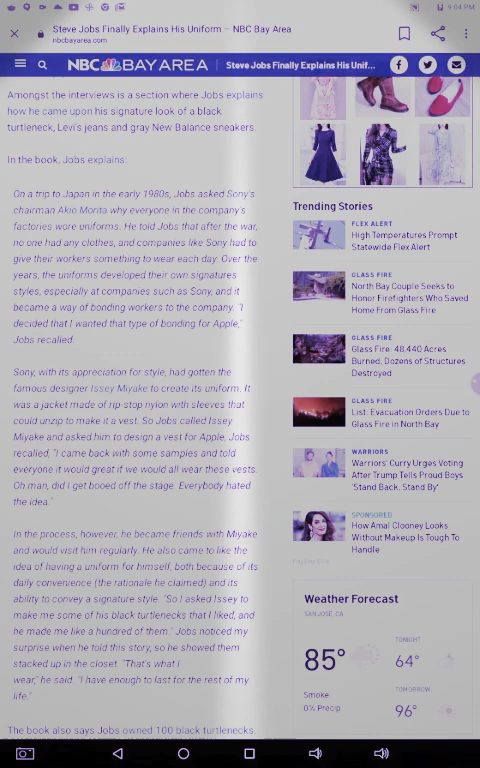 9:04 PM
Steve Jobs Finally Explains His Uniform – NBC Bay Area
nbcbayarea.com
NBC BAY AREA
Steve Jobs Finally Explains His Unif...
Amongst the interviews is a section where Jobs explains
how he came upon his signature look of a black
turtleneck, Levi's jeans and gray New Balance sneakers.
In the book, Jobs explains:
On a trip to Japan in the early 1980s, Jobs asked Sony's
chairman Akio Morita why everyone in the company's
factories wore uniforms. He told Jobs that after the war,
no one had any clothes, and companies like Sony had to
give their workers something to wear each day. Over the
years, the uniforms developed their own signatures
styles, especially at companies such as Sony, and it
became a way of bonding workers to the company. "I
decided that I wanted that type of bonding for Apple,"
Jobs recalled.
Sony, with its appreciation for style, had gotten the
famous designer Issey Miyake to create its uniform. It
was a jacket made of rip-stop nylon with sleeves that
could unzip to make it a vest. So Jobs called Issey
Miyake and asked him to design a vest for Apple, Jobs
recalled, "I came back with some samples and told
everyone it would great if we would all wear these vests.
Oh man, did I get booed off the stage. Everybody hated
the idea."
In the process, however, he became friends with Miyake
and would visit him regularly. He also came to like the
idea of having a uniform for himself, both because of its
daily convenience (the rationale he claimed) and its
ability to convey a signature style. "So I asked Issey to
make me some of his black turtlenecks that I liked, and
he made me like a hundred of them." Jobs noticed my
surprise when he told this story, so he showed them
stacked up in the closet. "That's what I
wear," he said. "I have enough to last for the rest of my
life."
The book also says Jobs owned 100 black turtlenecks.
Trending Stories
FLEX ALERT
High Temperatures Prompt
Statewide Flex Alert
GLASS FIRE
North Bay Couple Seeks to
Honor Firefighters Who Saved
Home From Glass Fire
GLASS FIRE
Glass Fire: 48,440 Acres
Burned, Dozens of Structures
Destroyed
GLASS FIRE
List: Evacuation Orders Due to
Glass Fire in North Bay
WARRIORS
Warriors' Curry Urges Voting
After Trump Tells Proud Boys
'Stand Back, Stand By'
SPONSORED
How Amal Clooney Looks
Without Makeup Is Tough To
Handle
Weather Forecast
SAN JOSE, CA
85°
Smoke
0% Precip
TONIGHT
64°
TOMORROW
96°